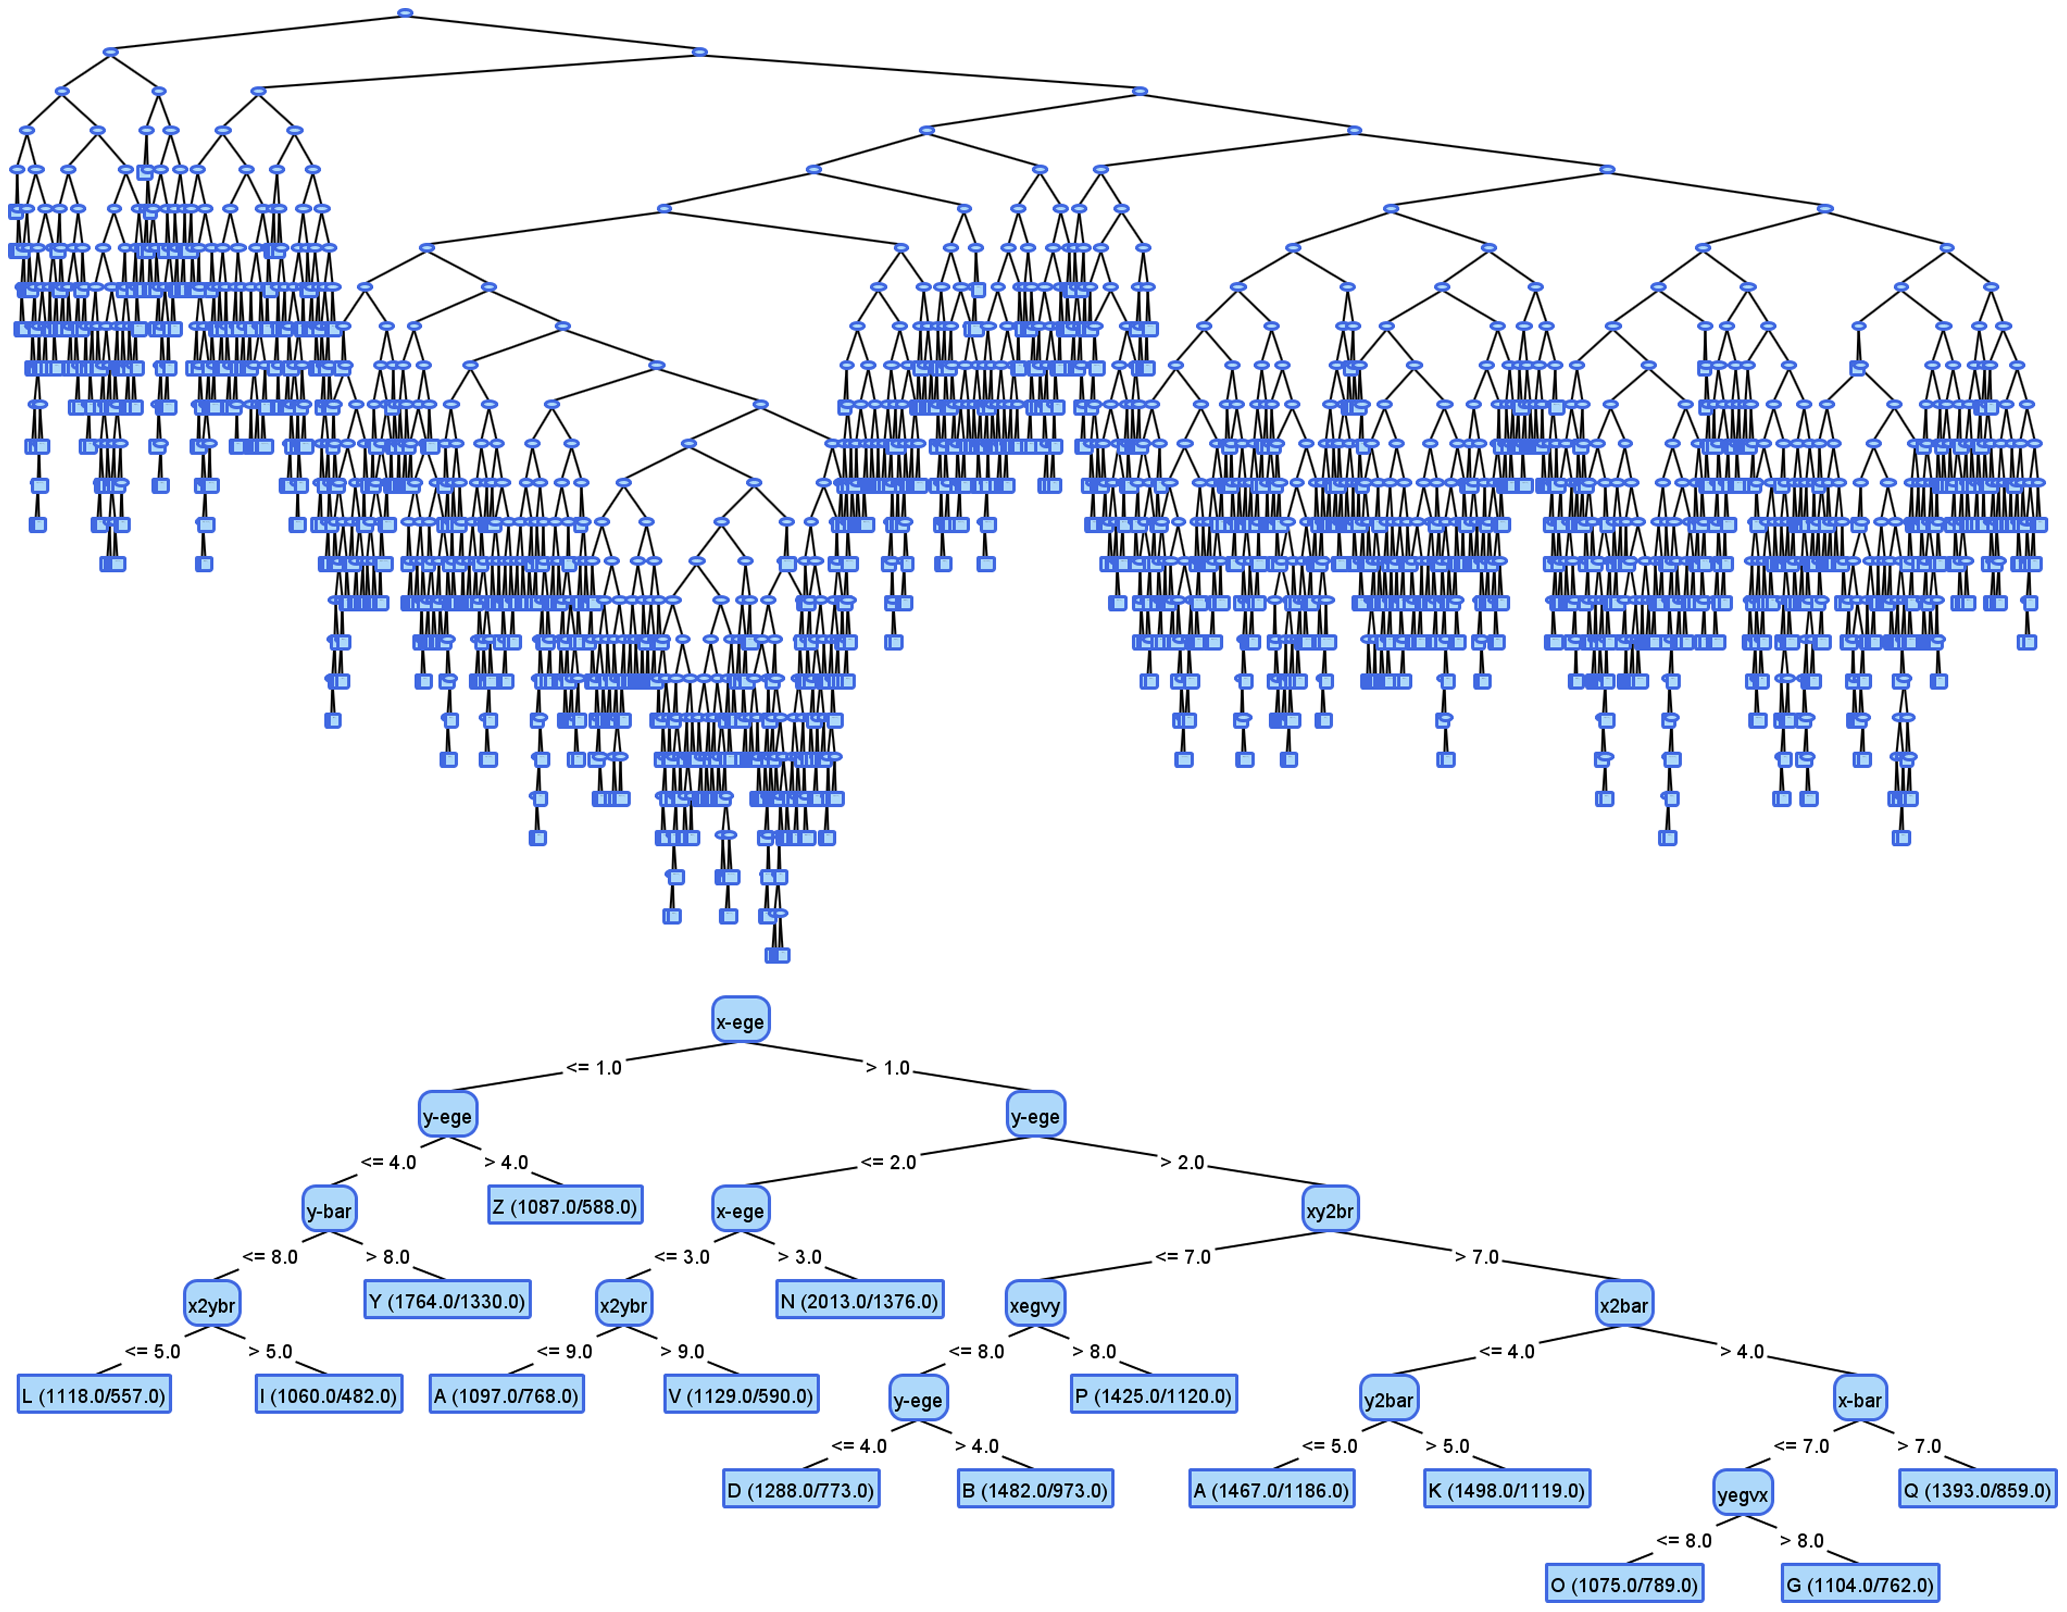 x-ege
<= 1.0 > 1.0
y-ege y-ege
<= 4.0 > 4.0 <= 2.0 > 2.0
y-bar Z (1087.0/588.0) x-ege xy2br
<= 8.0 > 8.0 <= 3.0 > 3.0 <= 7.0 > 7.0
x2ybr Y (1764.0/1330.0) x2ybr N (2013.0/1376.0) xegvy x2bar
<= 5.0 > 5.0 <= 9.0 > 9.0 <= 8.0 > 8.0 <= 4.0 > 4.0
L (1118.0/557.0) I (1060.0/482.0) A (1097.0/768.0) V (1129.0/590.0) y-ege P (1425.0/1120.0) y2bar x-bar
<= 4.0 > 4.0 <= 5.0 > 5.0 <= 7.0 > 7.0
D (1288.0/773.0) B (1482.0/973.0) A (1467.0/1186.0) K (1498.0/1119.0) yegvx Q (1393.0/859.0)
<= 8.0 > 8.0
O (1075.0/789.0) G (1104.0/762.0)